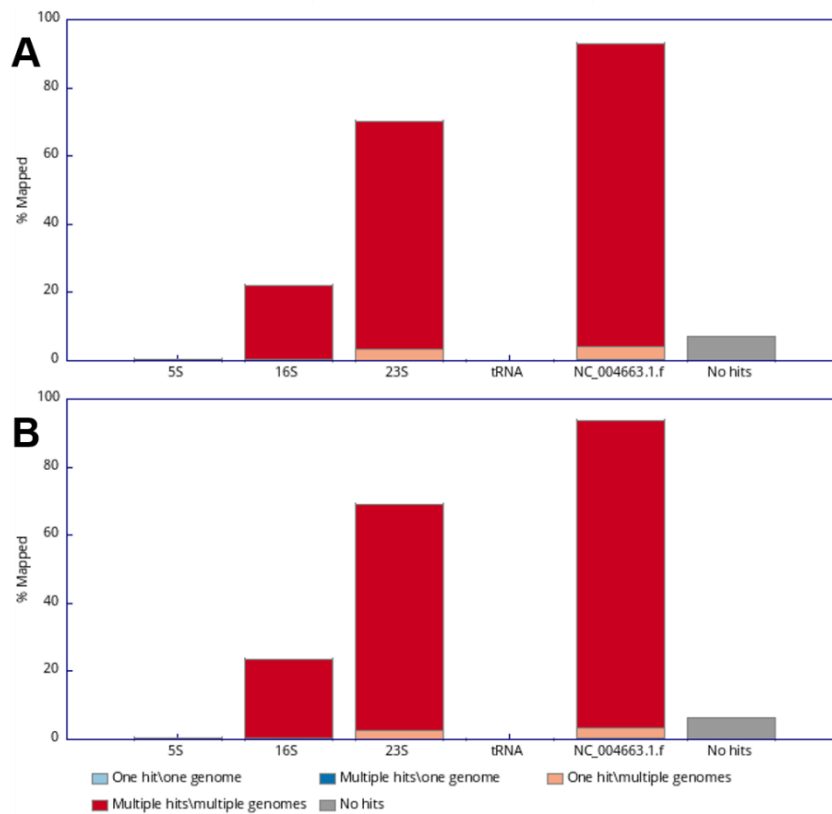 A
100
80
60
40
20
0
% Mapped
5S 16S 23S tRNA NC_004663.1.f No hits
B
100
80
60
40
20
0
% Mapped
5S 16S 23S tRNA NC_004663.1.f No hits
One hit\one genome Multiple hits\one genome One hit\multiple genomes
Multiple hits\multiple genomes No hits